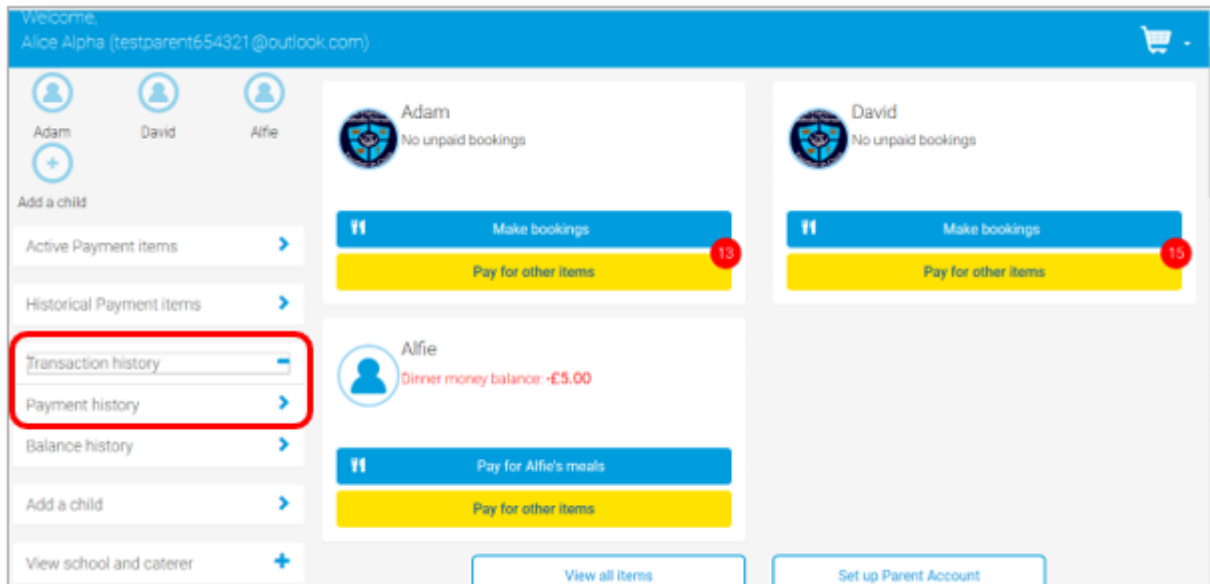 Welcome,
Alice Alpha (testparent654321@outlook.com)
Adam
David
Alfie
Add a child
Active Payment items
Historical Payment items
Transaction history
Payment history
Balance history
Add a child
View school and caterer
Adam
No unpaid bookings
Make bookings
13
Pay for other items
David
No unpaid bookings
Make bookings
15
Pay for other items
Alfie
Dinner money balance: -£5.00
Pay for Alfie's meals
Pay for other items
View all items
Set up Parent Account